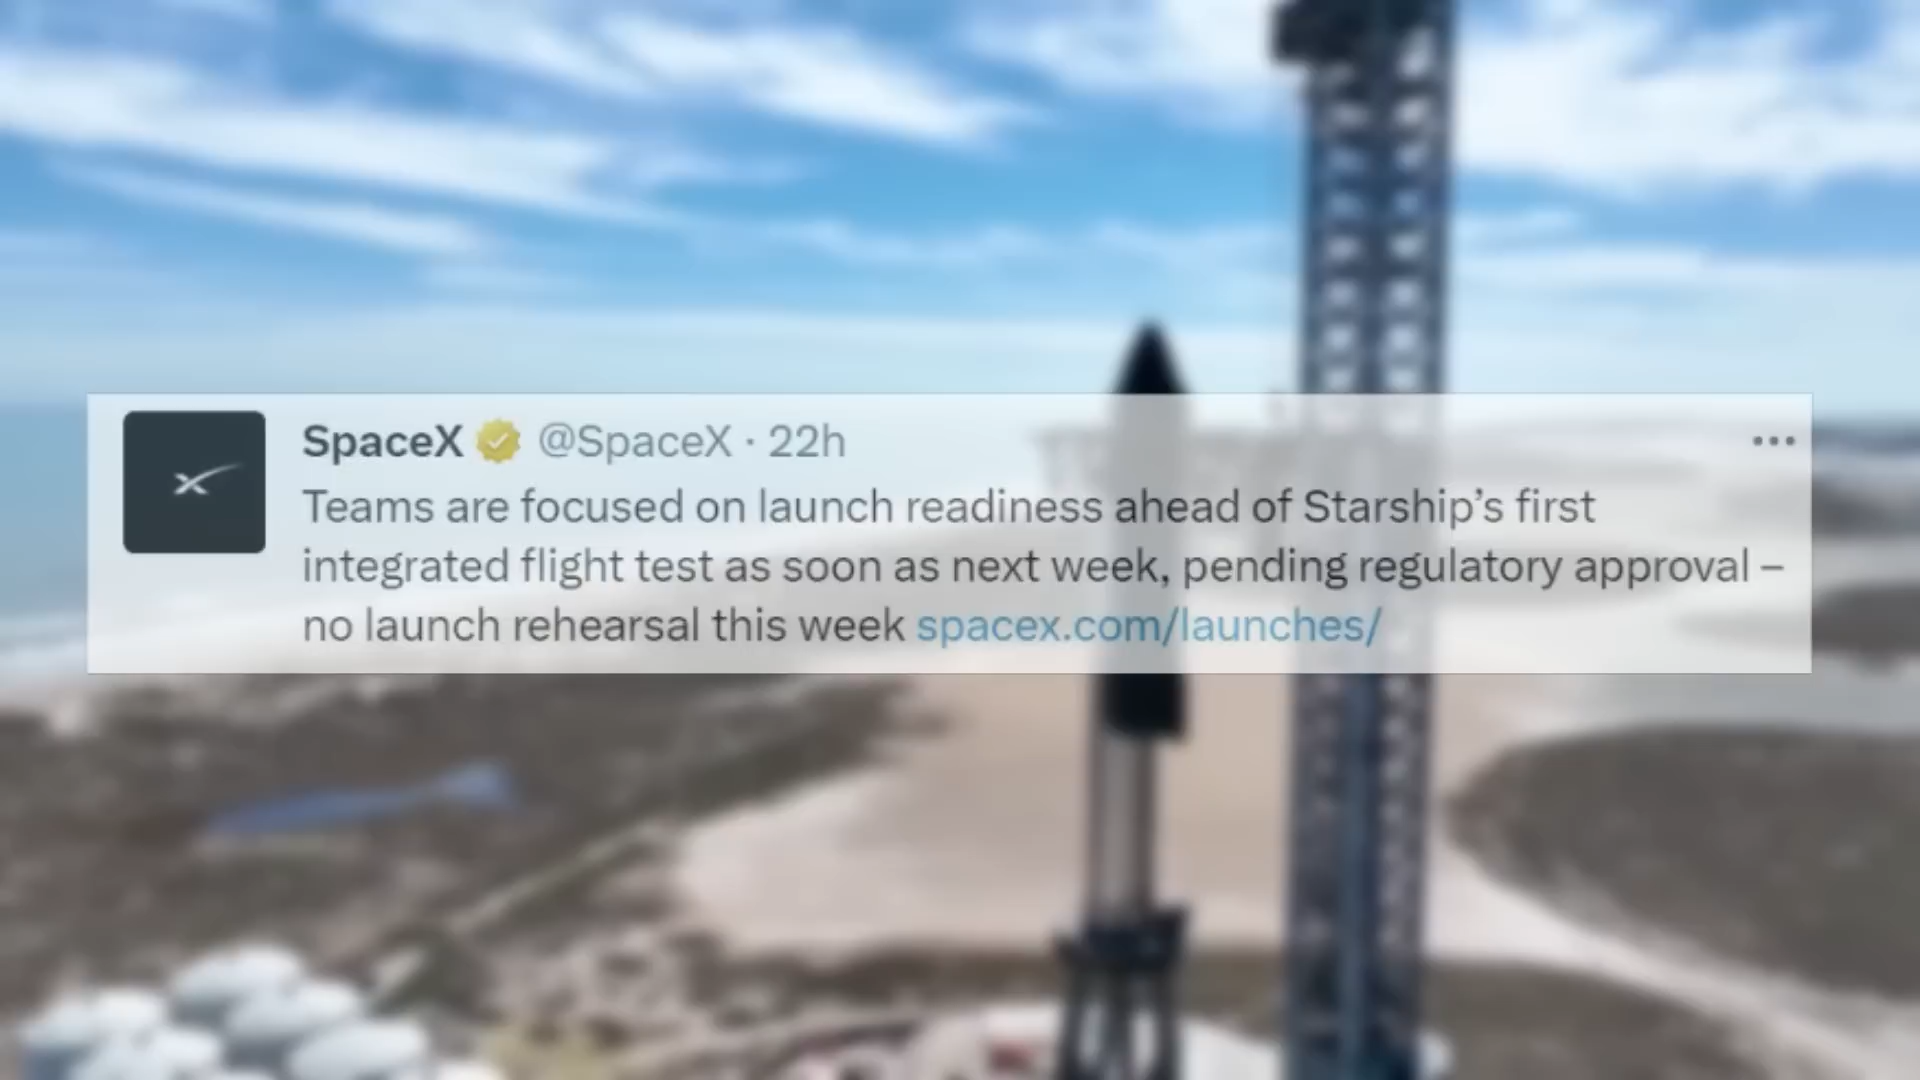 SpaceX @SpaceX · 22h
Teams are focused on launch readiness ahead of Starship’s first
integrated flight test as soon as next week, pending regulatory approval –
no launch rehearsal this week spacex.com/launches/